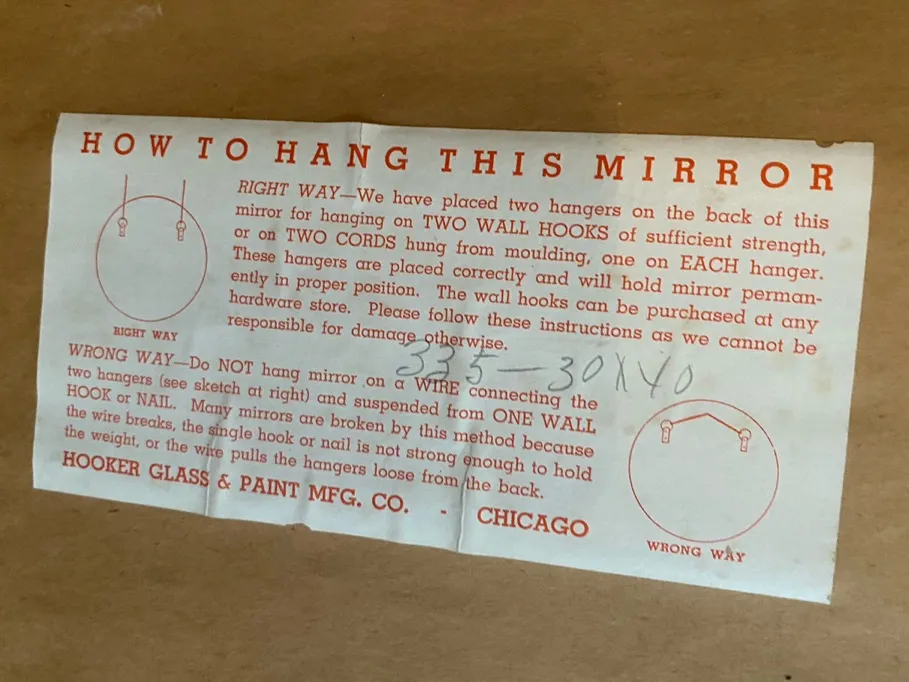 HOW TO HANG THIS MIRROR
RIGHT WAY—We have placed two hangers on the back of this
mirror for hanging on TWO WALL HOOKS of sufficient strength,
or on TWO CORDS hung from moulding, one on EACH hanger.
These hangers are placed correctly and will hold mirror perman-
ently in proper position. The wall hooks can be purchased at any
hardware store. Please follow these instructions as we cannot be
responsible for damage otherwise.
RIGHT WAY
335—30X40
WRONG WAY—Do NOT hang mirror on a WIRE connecting the
two hangers (see sketch at right) and suspended from ONE WALL
HOOK or NAIL. Many mirrors are broken by this method because
the wire breaks, the single hook or nail is not strong enough to hold
the weight, or the wire pulls the hangers loose from the back.
HOOKER GLASS & PAINT MFG. CO. - CHICAGO
WRONG WAY